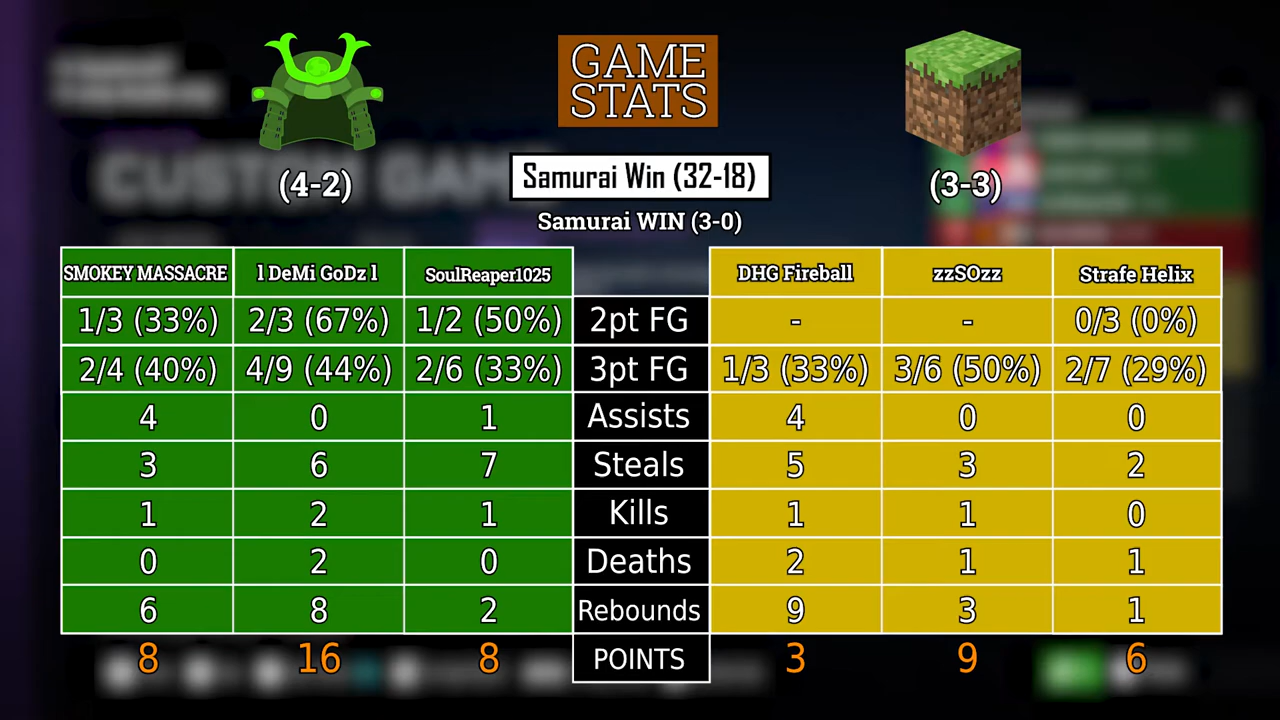 GAME
STATS
(4-2)
Samurai Win (32-18)
(3-3)
Samurai WIN (3-0)
SMOKEY MASSACRE l DeMi GoDz l SoulReaper1025 DHG Fireball zzSOzz Strafe Helix
1/3 (33%) 2/3 (67%) 1/2 (50%) 2pt FG - - 0/3 (0%)
2/4 (40%) 4/9 (44%) 2/6 (33%) 3pt FG 1/3 (33%) 3/6 (50%) 2/7 (29%)
4 0 1 Assists 4 0 0
3 6 7 Steals 5 3 2
1 2 1 Kills 1 1 0
0 2 0 Deaths 2 1 1
6 8 2 Rebounds 9 3 1
8 16 8 POINTS 3 9 6
CUSTOM GAME